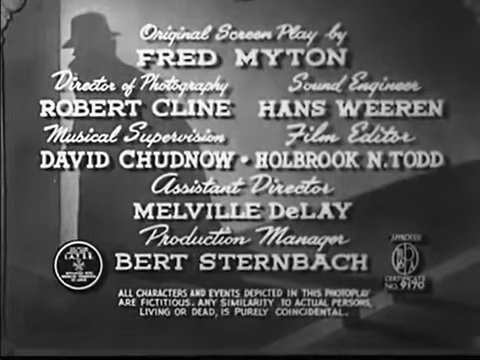 Original Screen Play by
FRED MYTON
Director of Photography Sound Engineer
ROBERT CLINE HANS WEEREN
Musical Supervision Film Editor
DAVID CHUDNOW • HOLBROOK N. TODD
Assistant Director
MELVILLE DeLAY
Production Manager
BERT STERNBACH
APPROVED
CERTIFICATE
NO. 9170
ALL CHARACTERS AND EVENTS DEPICTED IN THIS PHOTOPLAY
ARE FICTITIOUS. ANY SIMILARITY TO ACTUAL PERSONS,
LIVING OR DEAD, IS PURELY COINCIDENTAL.